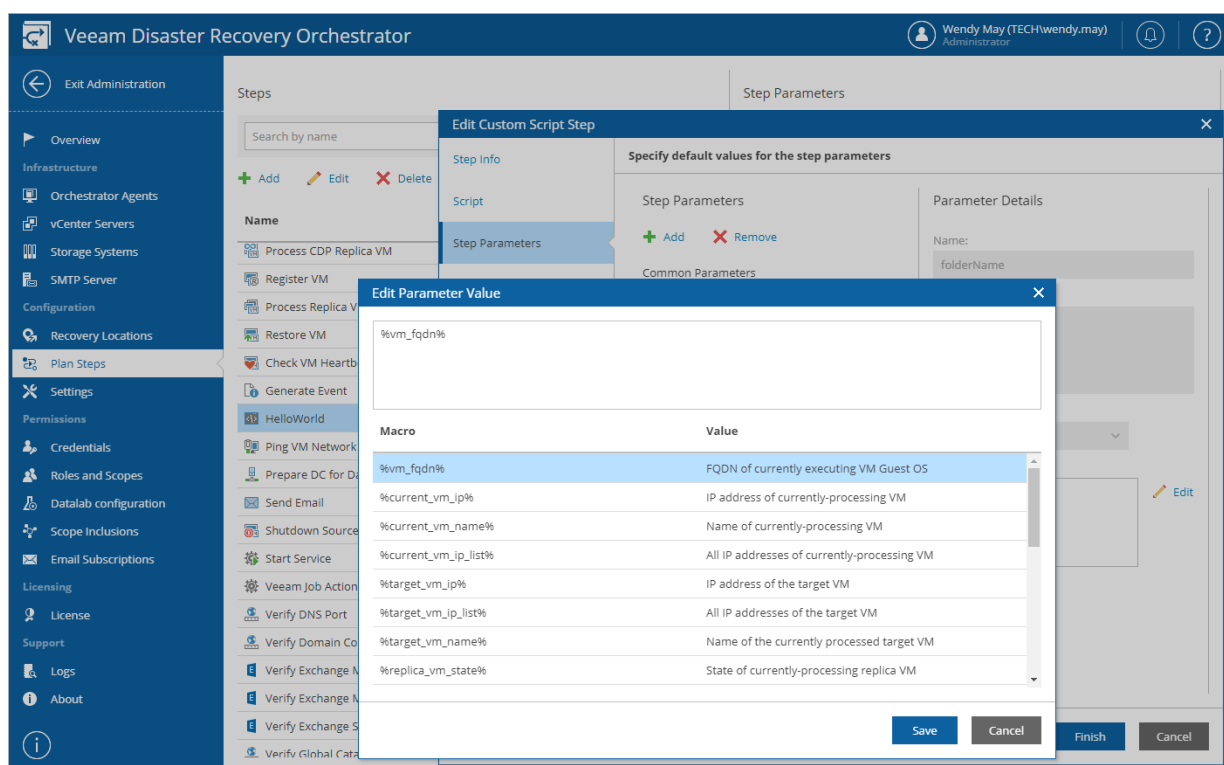 Veeam Disaster Recovery Orchestrator
Wendy May (TECH\wendy.may)
Administrator
?
Exit Administration
Overview
Infrastructure
Orchestrator Agents
vCenter Servers
Storage Systems
SMTP Server
Configuration
Recovery Locations
Plan Steps
Settings
Permissions
Credentials
Roles and Scopes
Datalab configuration
Scope Inclusions
Email Subscriptions
Licensing
License
Support
Logs
About
Steps
Search by name
Add Edit Delete
Name
Process CDP Replica VM
Register VM
Process Replica V
Restore VM
Check VM Heartb
Generate Event
HelloWorld
Ping VM Network
Prepare DC for Da
Send Email
Shutdown Source
Start Service
Veeam Job Action
Verify DNS Port
Verify Domain Co
Verify Exchange M
Verify Exchange M
Verify Exchange S
Verify Global Cata
Step Parameters
Edit Custom Script Step
Step Info
Script
Step Parameters
Specify default values for the step parameters
Step Parameters
Add Remove
Common Parameters
Parameter Details
Name:
folderName
Edit
Edit Parameter Value
%vm_fqdn%
Macro Value
%vm_fqdn% FQDN of currently executing VM Guest OS
%current_vm_ip% IP address of currently-processing VM
%current_vm_name% Name of currently-processing VM
%current_vm_ip_list% All IP addresses of currently-processing VM
%target_vm_ip% IP address of the target VM
%target_vm_ip_list% All IP addresses of the target VM
%target_vm_name% Name of the currently processed target VM
%replica_vm_state% State of currently-processing replica VM
Save Cancel
Finish Cancel